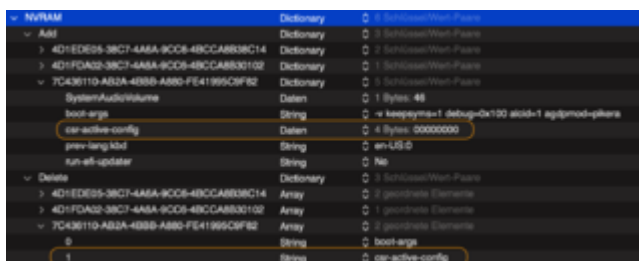 NVRAM Dictionary 6 Schlüssel/Wert-Paare
Add Dictionary 3 Schlüssel/Wert-Paare
4D1EDE05-38C7-4A6A-9CC6-4BCCA8B38C14 Dictionary 2 Schlüssel/Wert-Paare
4D1FDA02-38C7-4A6A-9CC6-4BCCA8B30102 Dictionary 1 Schlüssel/Wert-Paare
7C436110-AB2A-4BBB-A880-FE41995C9F82 Dictionary 5 Schlüssel/Wert-Paare
SystemAudioVolume Daten 1 Bytes: 46
boot-args String -v keepsyms=1 debug=0x100 alcid=1 agdpmod=pikera
csr-active-config Daten 4 Bytes: 00000000
prev-lang:kbd String en-US:0
run-efi-updater String No
Delete Dictionary 3 Schlüssel/Wert-Paare
4D1EDE05-38C7-4A6A-9CC6-4BCCA8B38C14 Array 2 geordnete Elemente
4D1FDA02-38C7-4A6A-9CC6-4BCCA8B30102 Array 1 geordnete Elemente
7C436110-AB2A-4BBB-A880-FE41995C9F82 Array 2 geordnete Elemente
0 String boot-args
1 String csr-active-config